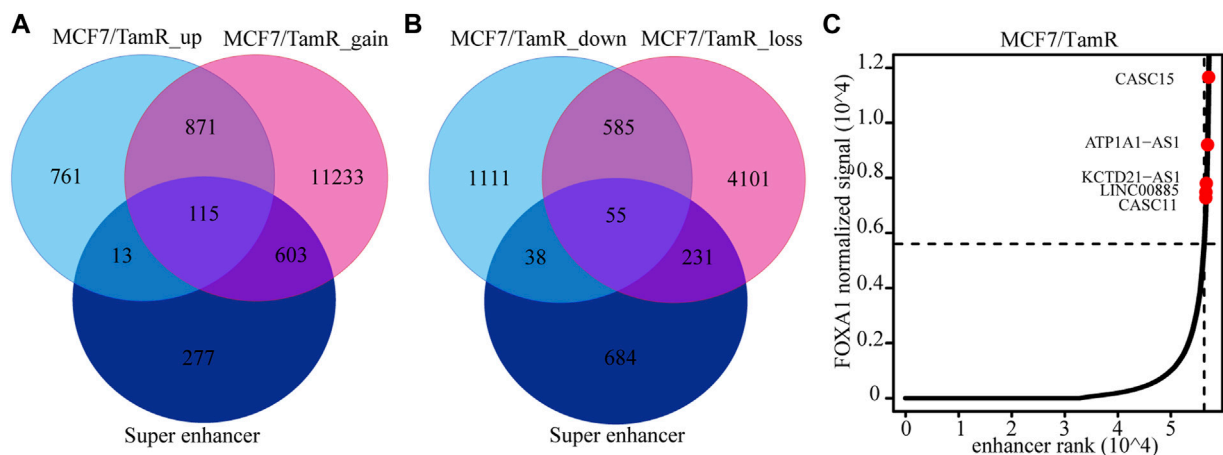 A
MCF7/TamR_up
MCF7/TamR_gain
871
761
11233
115
13
603
277
Super enhancer
B
MCF7/TamR_down
MCF7/TamR_loss
585
1111
4101
55
38
231
684
Super enhancer
C
MCF7/TamR
FOXA1 normalized signal (10^4)
1.2
1.0
0.8
0.6
0.4
0.2
0
CASC15
ATP1A1−AS1
KCTD21−AS1
LINC00885
CASC11
0 1 2 3 4 5
enhancer rank (10^4)